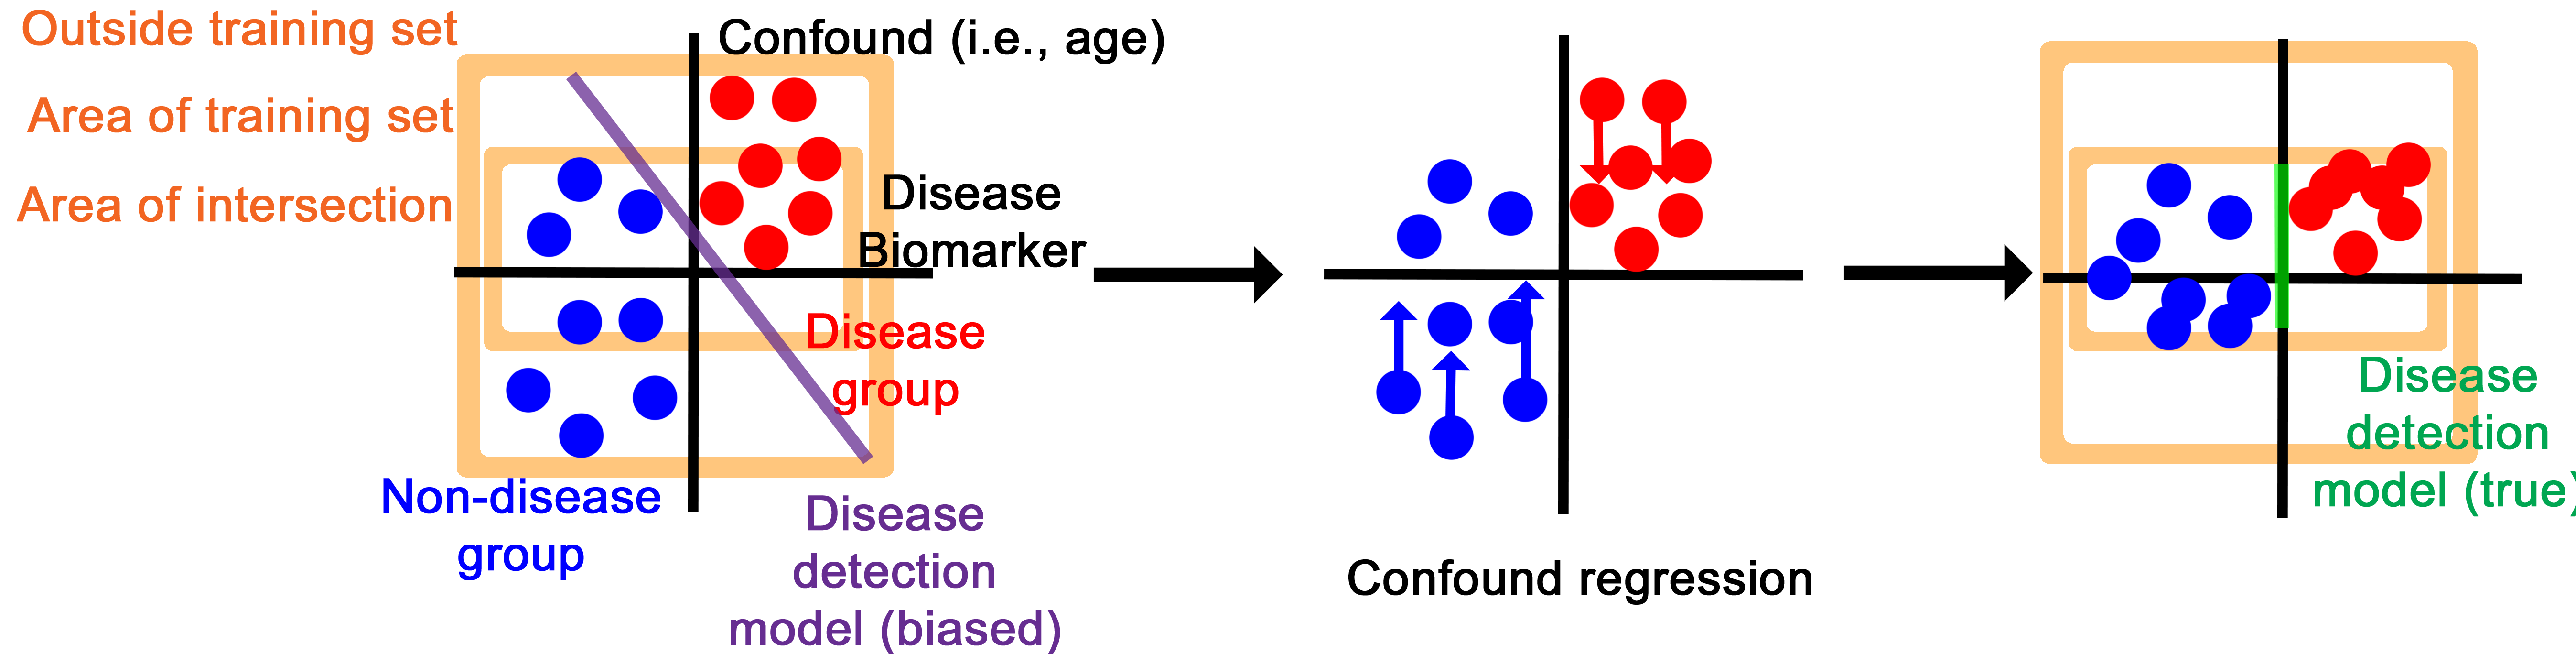 Outside training set
Area of training set
Area of intersection
Confound (i.e., age)
Disease
Biomarker
Disease
group
Non-disease
group
Disease
detection
model (biased)
Confound regression
Disease
detection
model (true)